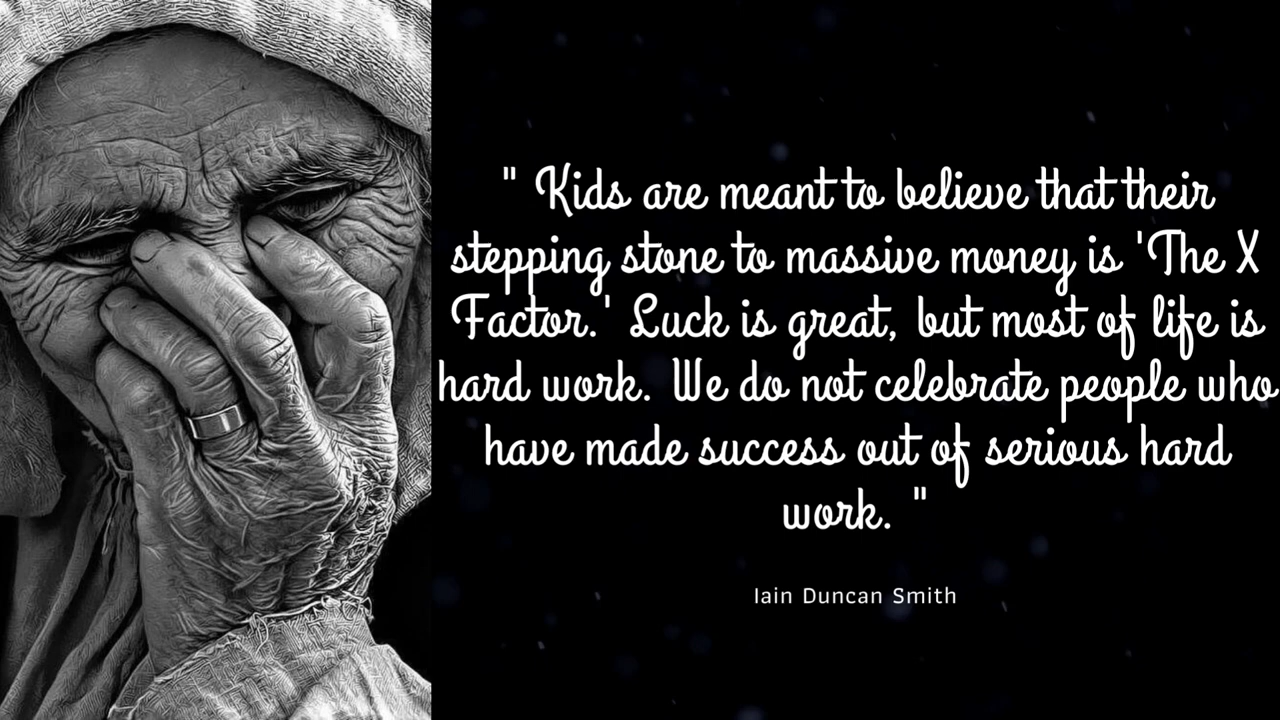 " Kids are meant to believe that their
stepping stone to massive money is 'The X
Factor.' Luck is great, but most of life is
hard work. We do not celebrate people who
have made success out of serious hard
work. "
Iain Duncan Smith